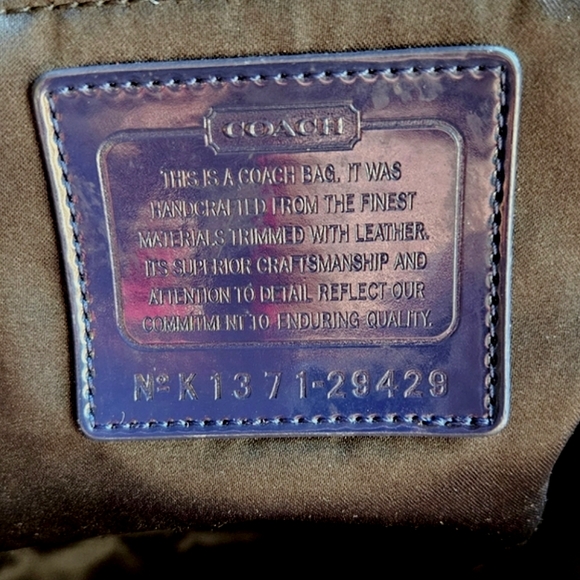 COACH
THIS IS A COACH BAG. IT WAS
HANDCRAFTED FROM THE FINEST
MATERIALS TRIMMED WITH LEATHER.
ITS SUPERIOR CRAFTSMANSHIP AND
ATTENTION TO DETAIL REFLECT OUR
COMMITMENT TO ENDURING QUALITY.
Nº K1371-29429